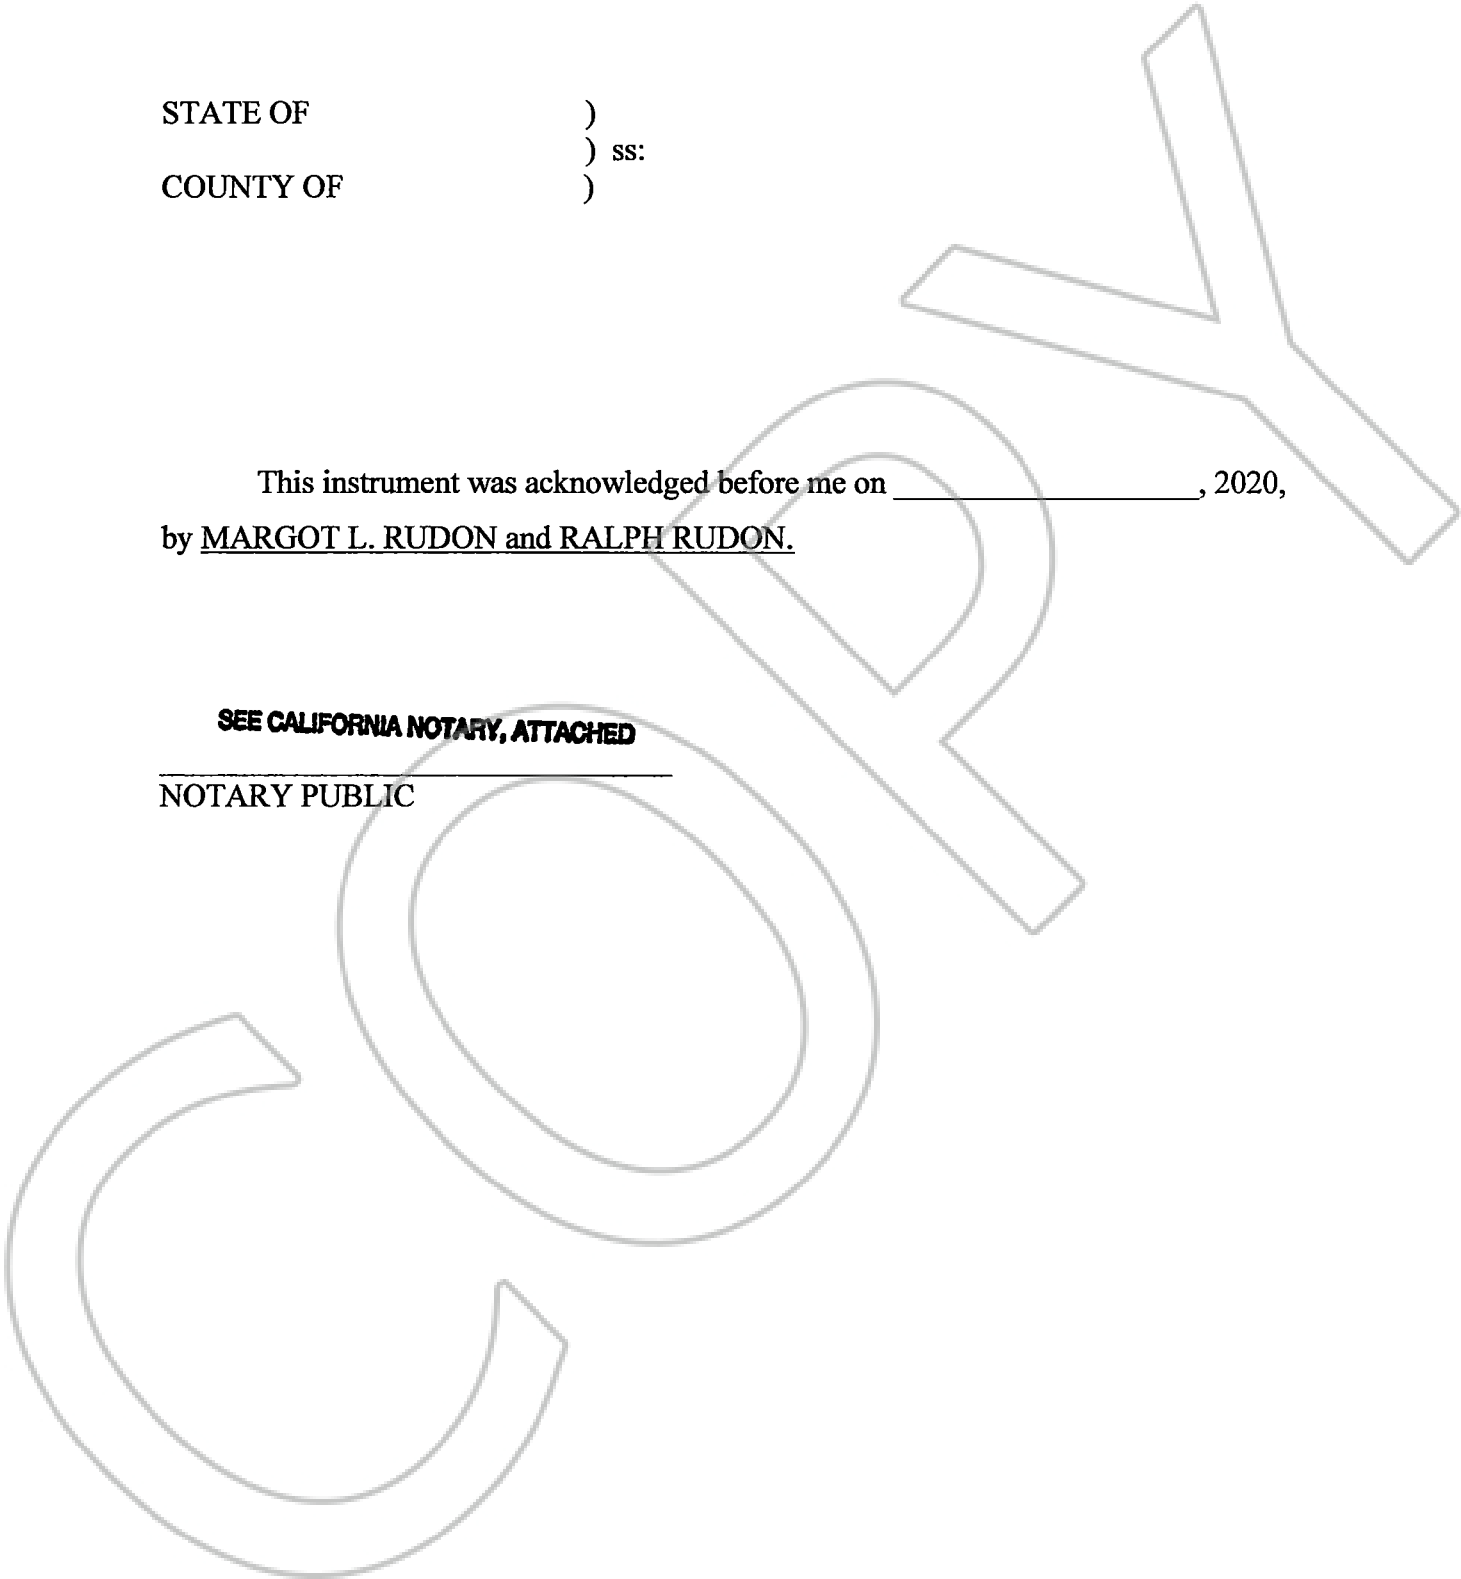 STATE OF )
) ss:
COUNTY OF )
This instrument was acknowledged before me on ____________________, 2020,
by MARGOT L. RUDON and RALPH RUDON.
SEE CALIFORNIA NOTARY, ATTACHED
NOTARY PUBLIC
COPY